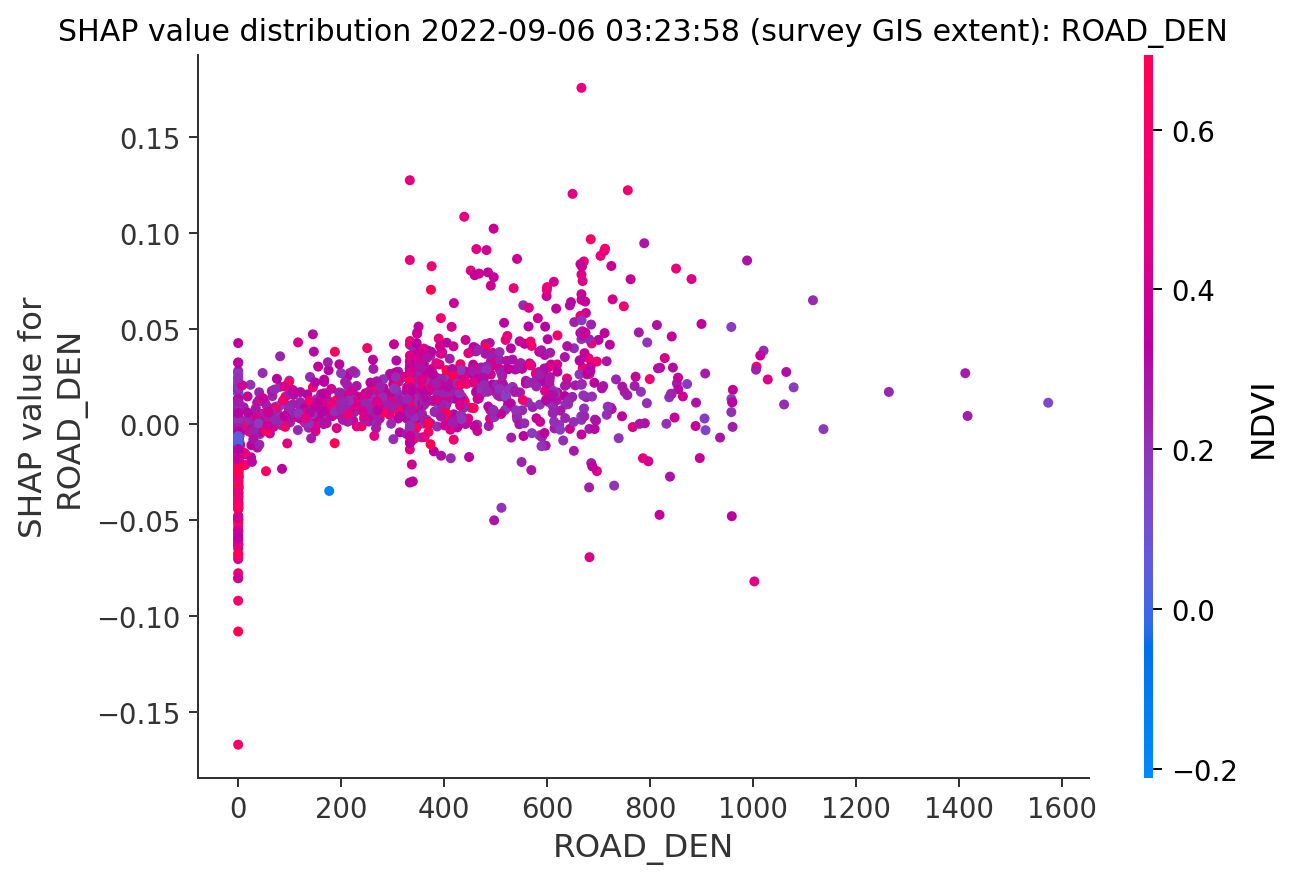 SHAP value distribution 2022-09-06 03:23:58 (survey GIS extent): ROAD_DEN
SHAP value for
ROAD_DEN
0.15
0.10
0.05
0.00
−0.05
−0.10
−0.15
0 200 400 600 800 1000 1200 1400 1600
ROAD_DEN
0.6
0.4
0.2
0.0
−0.2
NDVI